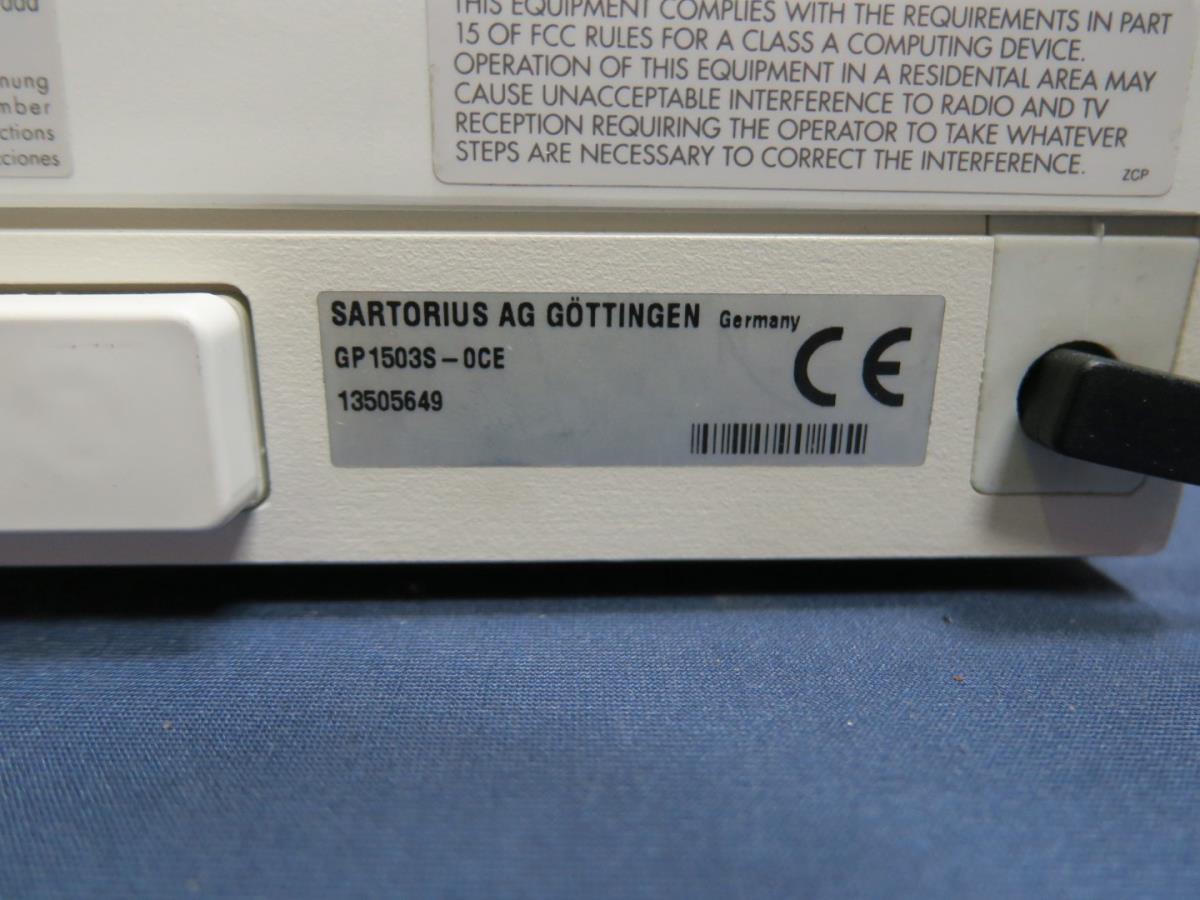 nung
mber
ctions
cciones
THIS EQUIPMENT COMPLIES WITH THE REQUIREMENTS IN PART
15 OF FCC RULES FOR A CLASS A COMPUTING DEVICE.
OPERATION OF THIS EQUIPMENT IN A RESIDENTAL AREA MAY
CAUSE UNACCEPTABLE INTERFERENCE TO RADIO AND TV
RECEPTION REQUIRING THE OPERATOR TO TAKE WHATEVER
STEPS ARE NECESSARY TO CORRECT THE INTERFERENCE.
ZCP
SARTORIUS AG GÖTTINGEN Germany
GP1503S-0CE
13505649
CE